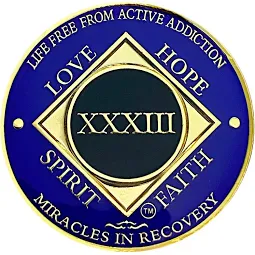 LIFE FREE FROM ACTIVE ADDICTION
LOVE
HOPE
XXXIII
SPIRIT
FAITH
TM
MIRACLES IN RECOVERY